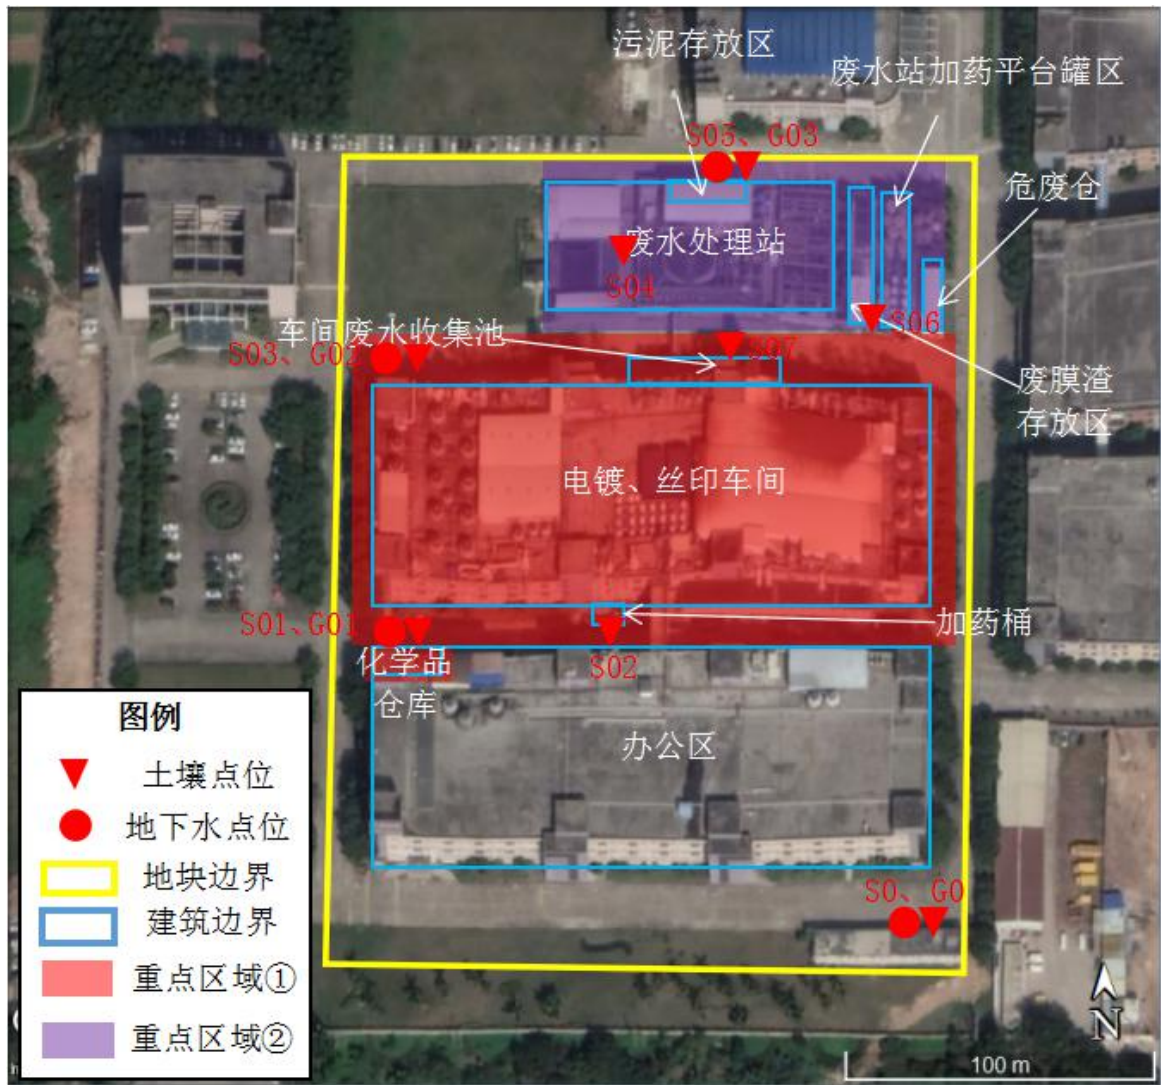 污泥存放区
废水站加药平台罐区
S05、G03
危废仓
废水处理站
S04
S06
车间废水收集池
S07
S03、G02
废膜渣
存放区
电镀、丝印车间
S01、G01
加药桶
化学品
仓库
S02
办公区
S0、G0
图例
土壤点位
地下水点位
地块边界
建筑边界
重点区域①
重点区域②
N
100 m